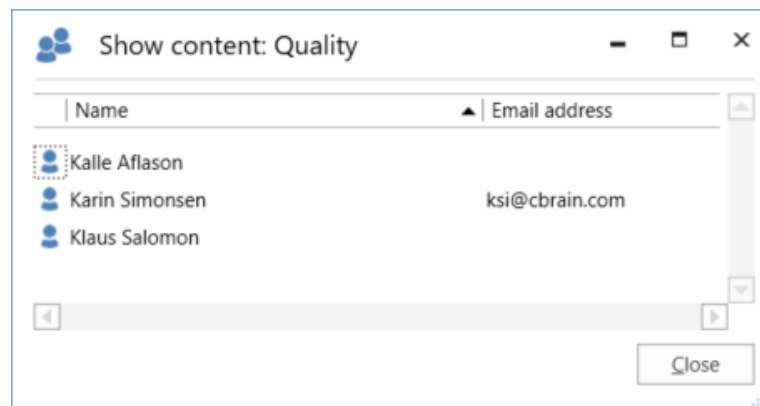 Show content: Quality
Name Email address
Kalle Aflason
Karin Simonsen ksi@cbrain.com
Klaus Salomon
Close